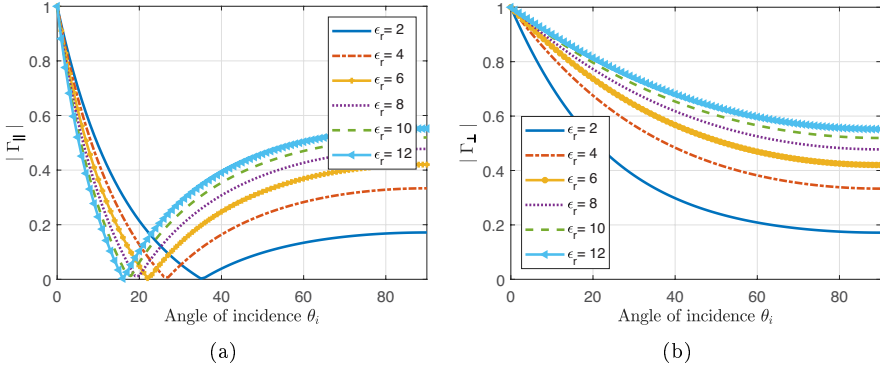 | Γ∥ |
1
0.8
0.6
0.4
0.2
0
0 20 40 60 80
Angle of incidence θi
ϵr= 2
ϵr= 4
ϵr= 6
ϵr= 8
ϵr= 10
ϵr= 12
(a)
| Γ⊥ |
1
0.8
0.6
0.4
0.2
0
0 20 40 60 80
Angle of incidence θi
ϵr= 2
ϵr= 4
ϵr= 6
ϵr= 8
ϵr= 10
ϵr= 12
(b)